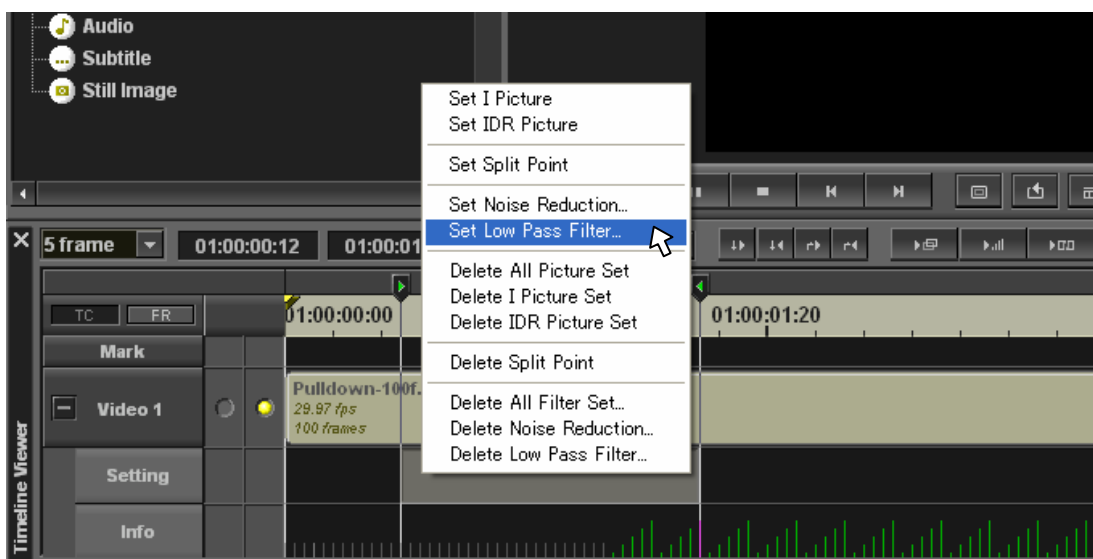 Audio
Subtitle
Still Image
Set I Picture
Set IDR Picture
Set Split Point
Set Noise Reduction...
Set Low Pass Filter...
Delete All Picture Set
Delete I Picture Set
Delete IDR Picture Set
Delete Split Point
Delete All Filter Set...
Delete Noise Reduction...
Delete Low Pass Filter...
5 frame 01:00:00:12 01:00:01
TC FR 01:00:00:00 01:00:01:20
Mark
Video 1
Pulldown-100f.
29.97 fps
100 frames
Setting
Info
Timeline Viewer